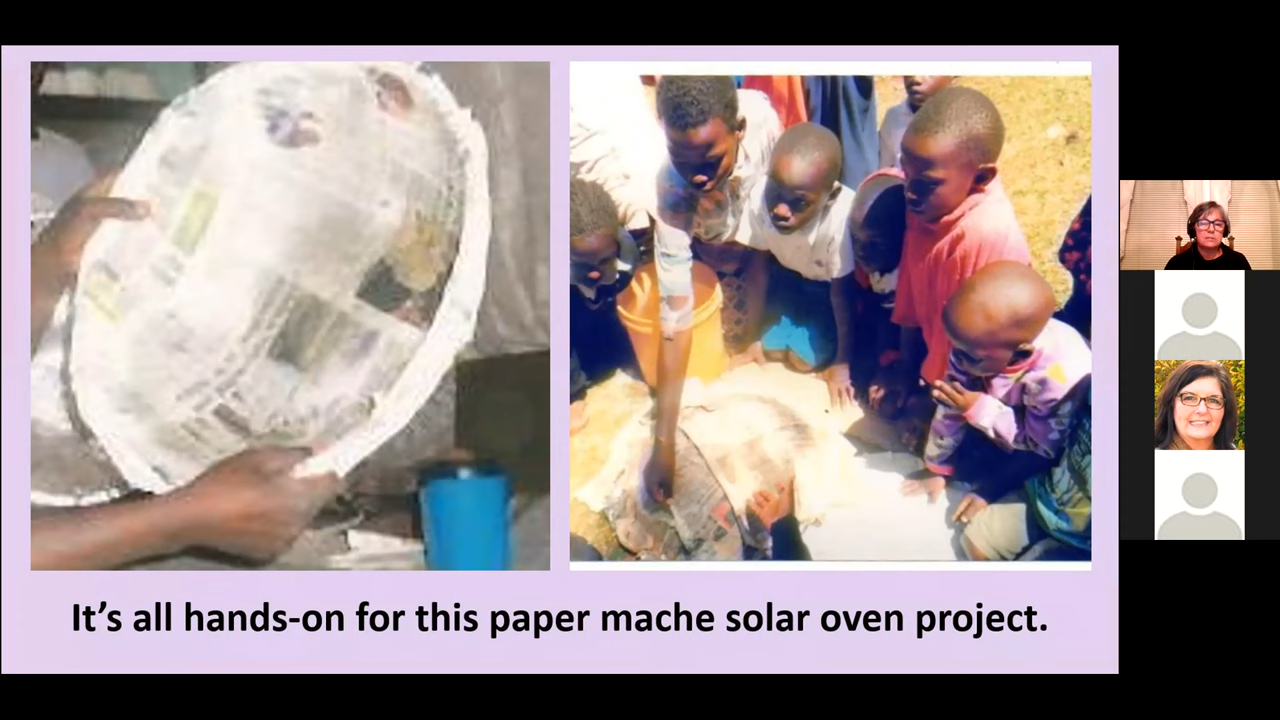 It’s all hands-on for this paper mache solar oven project.